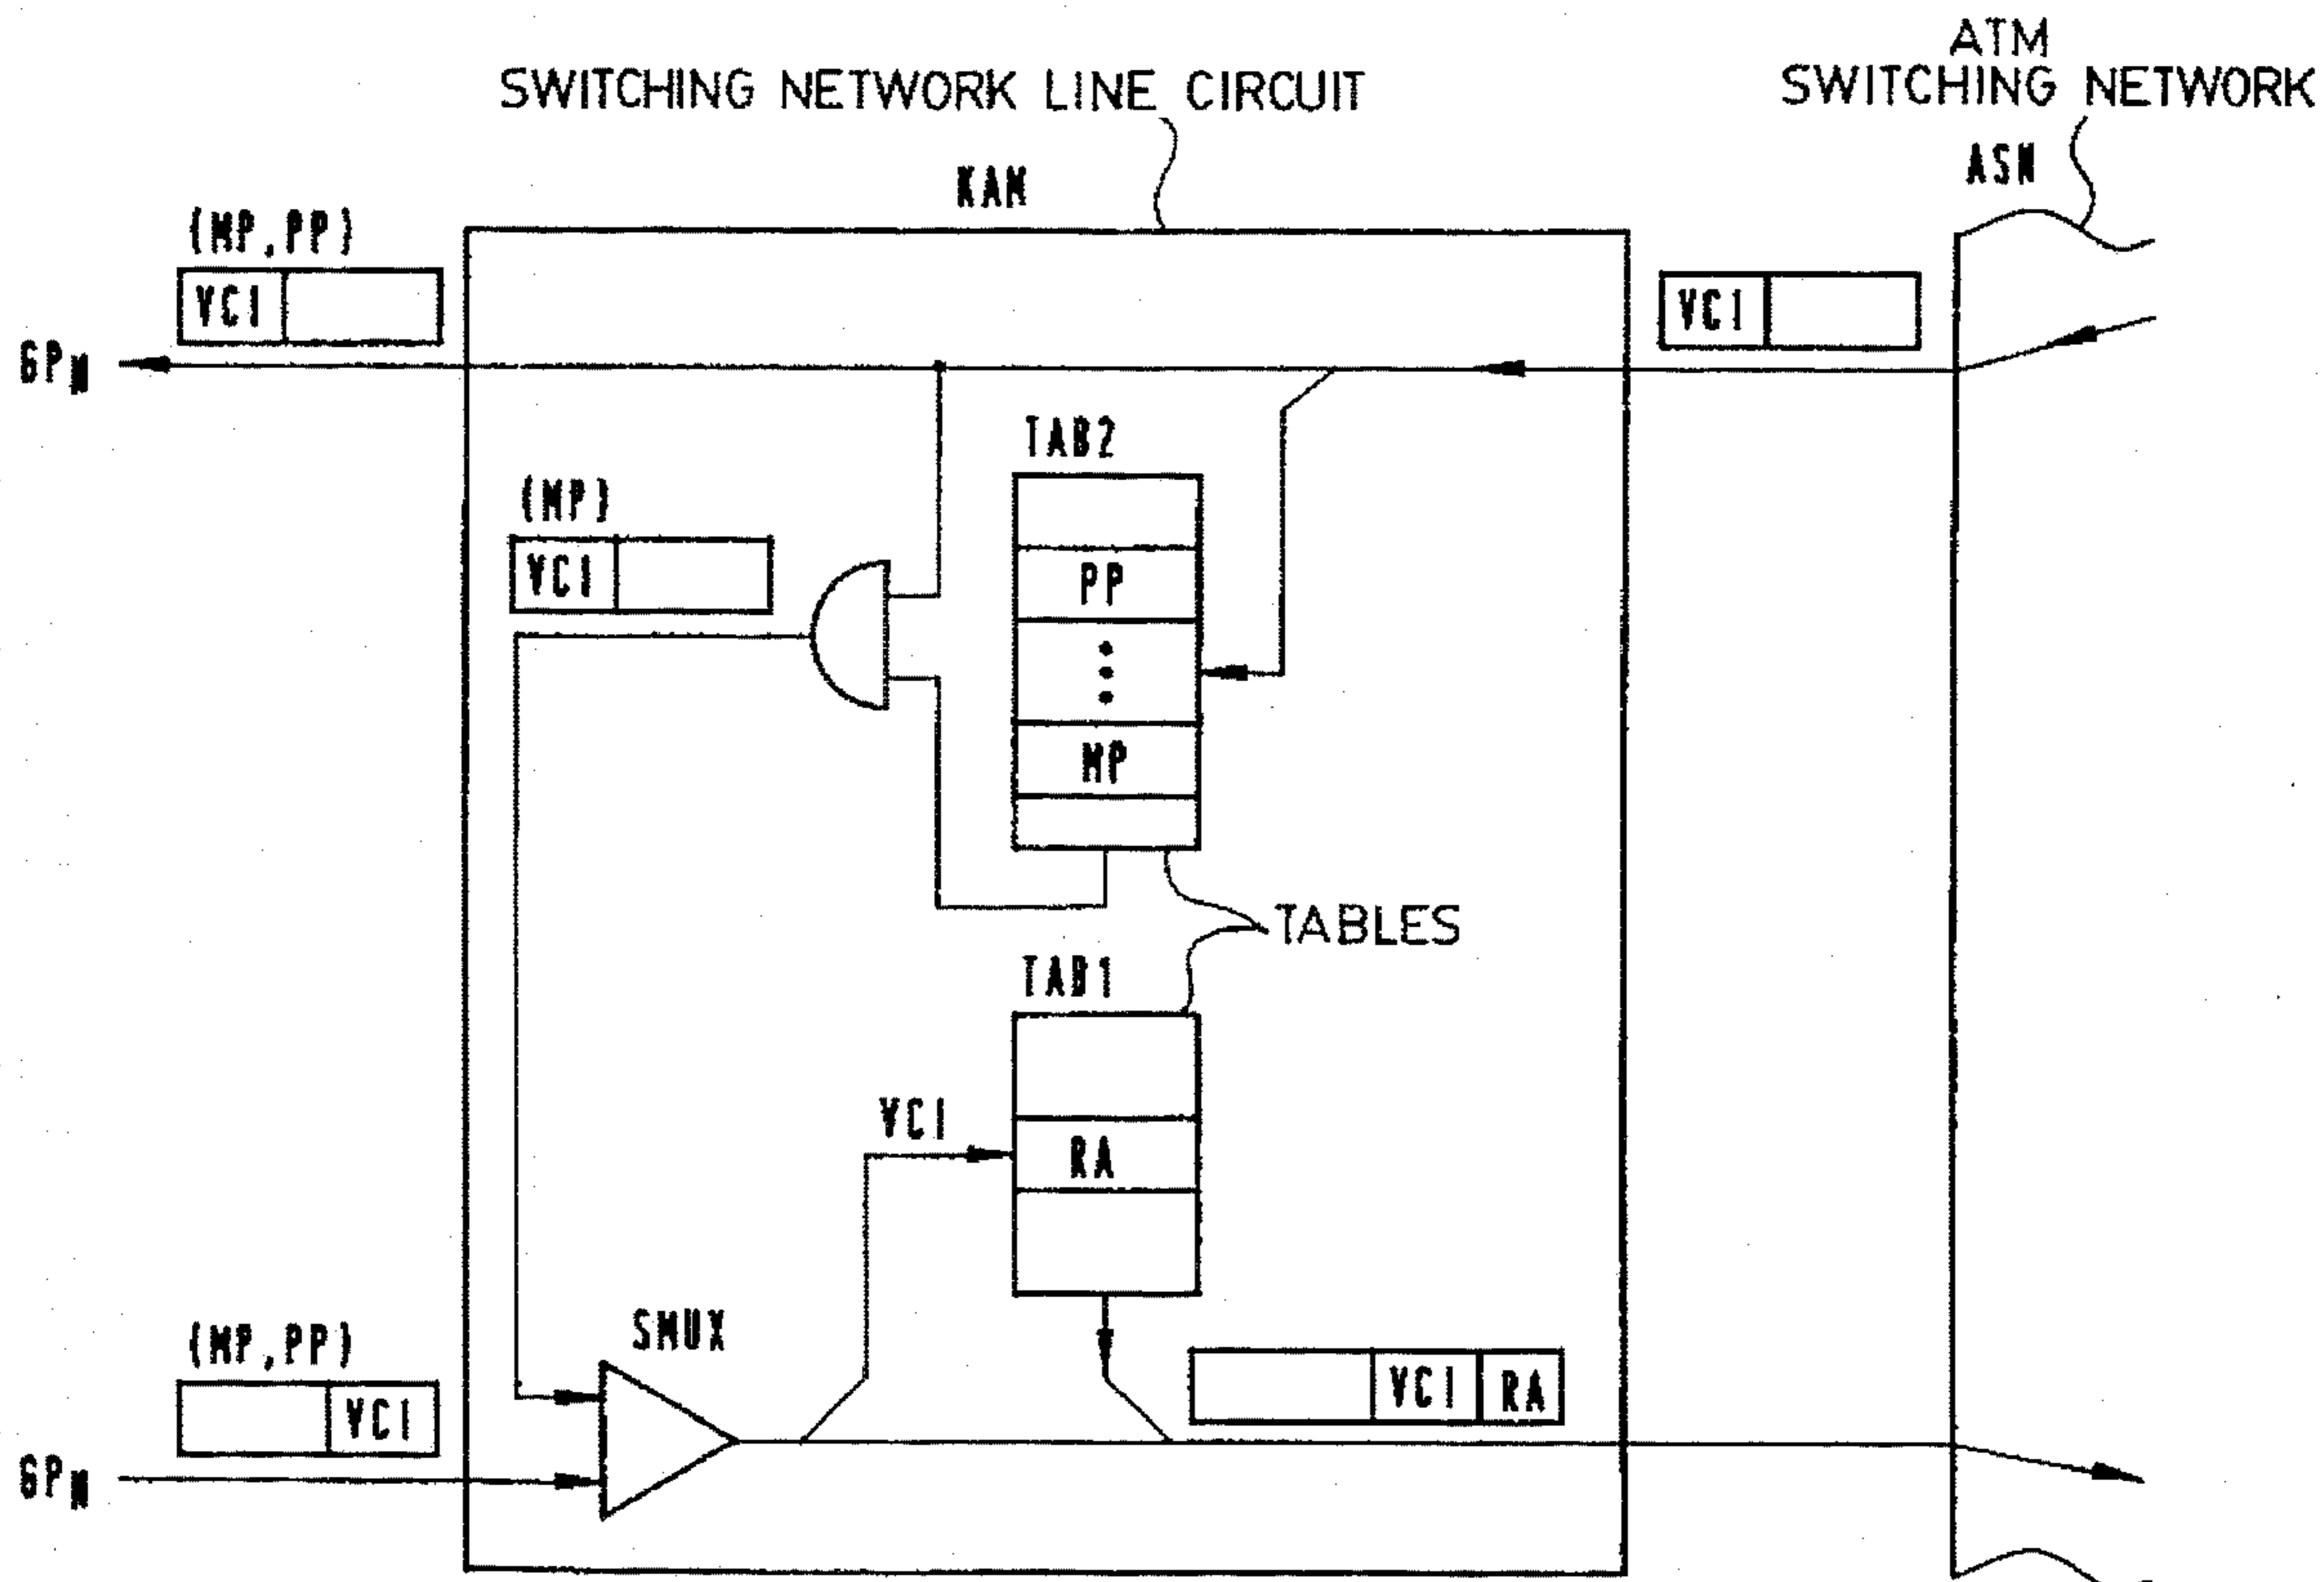 ATM
SWITCHING NETWORK
SWITCHING NETWORK LINE CIRCUIT
KAN
ASN
(MP,PP)
VCI
VCI
GPN
TAB2
(MP)
VCI
PP
MP
TABLES
TAB1
VCI
RA
SMUX
(MP,PP)
VCI
VCI RA
GPN